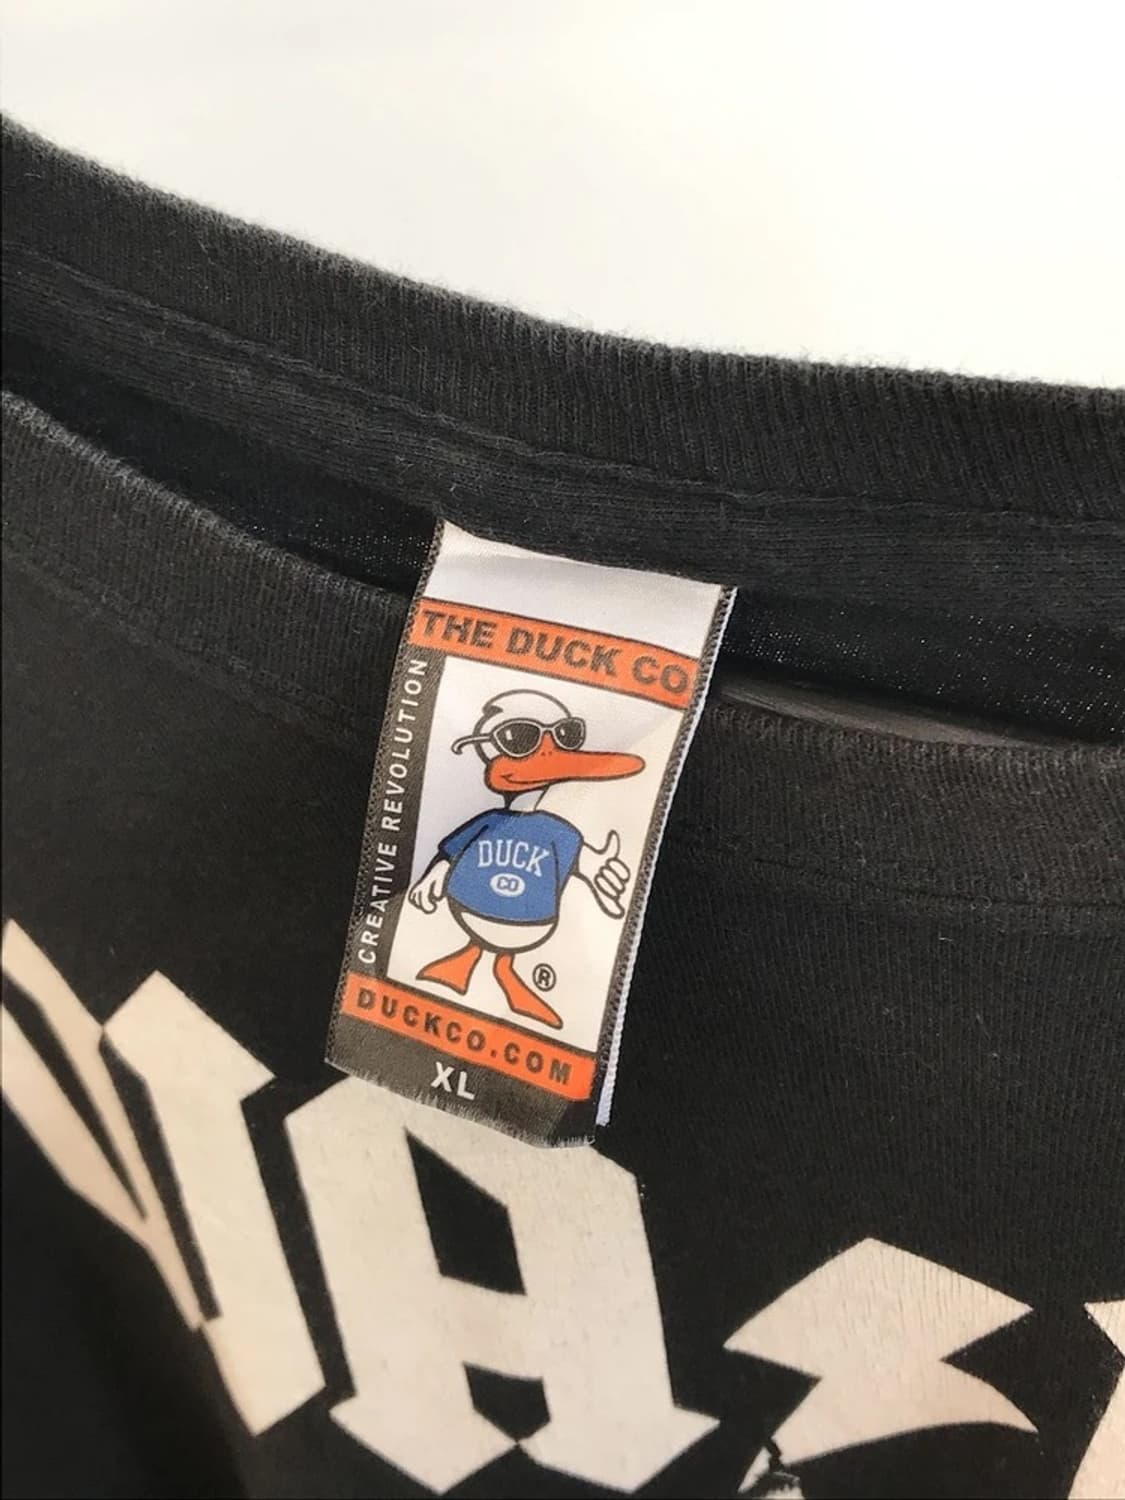 THE DUCK CO
CREATIVE REVOLUTION
DUCK
CO
®
DUCKCO.COM
XL